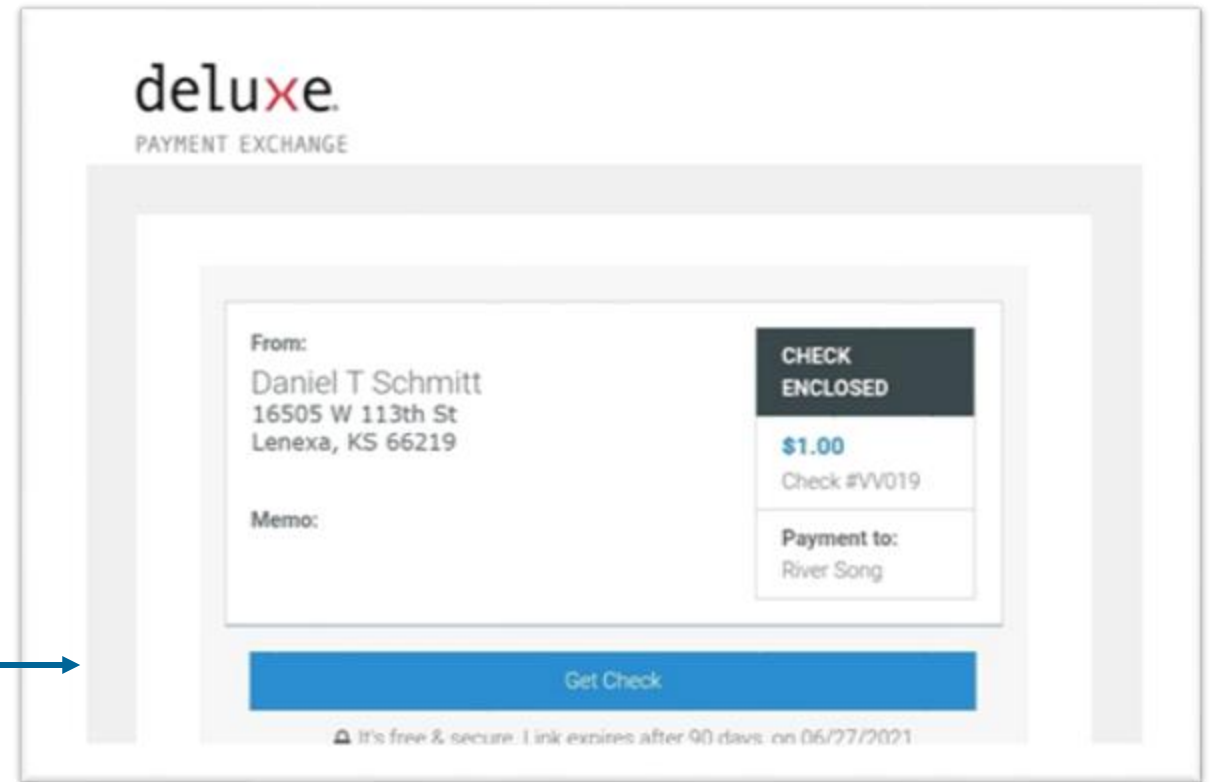 deluxe.
PAYMENT EXCHANGE
From:
Daniel T Schmitt
16505 W 113th St
Lenexa, KS 66219
Memo:
CHECK
ENCLOSED
$1.00
Check #VV019
Payment to:
River Song
Get Check
It's free & secure. Link expires after 90 days, on 06/27/2021